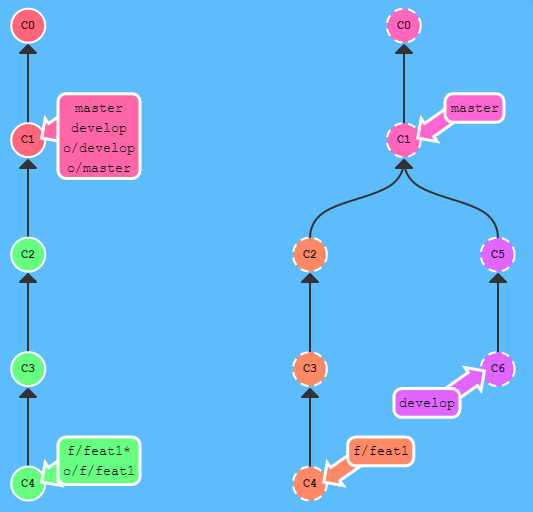 C0
C1
master
develop
o/develop
o/master
C2
C3
C4
f/feat1*
o/f/feat1
C0
C1
master
C2
C5
C3
C6
develop
C4
f/feat1